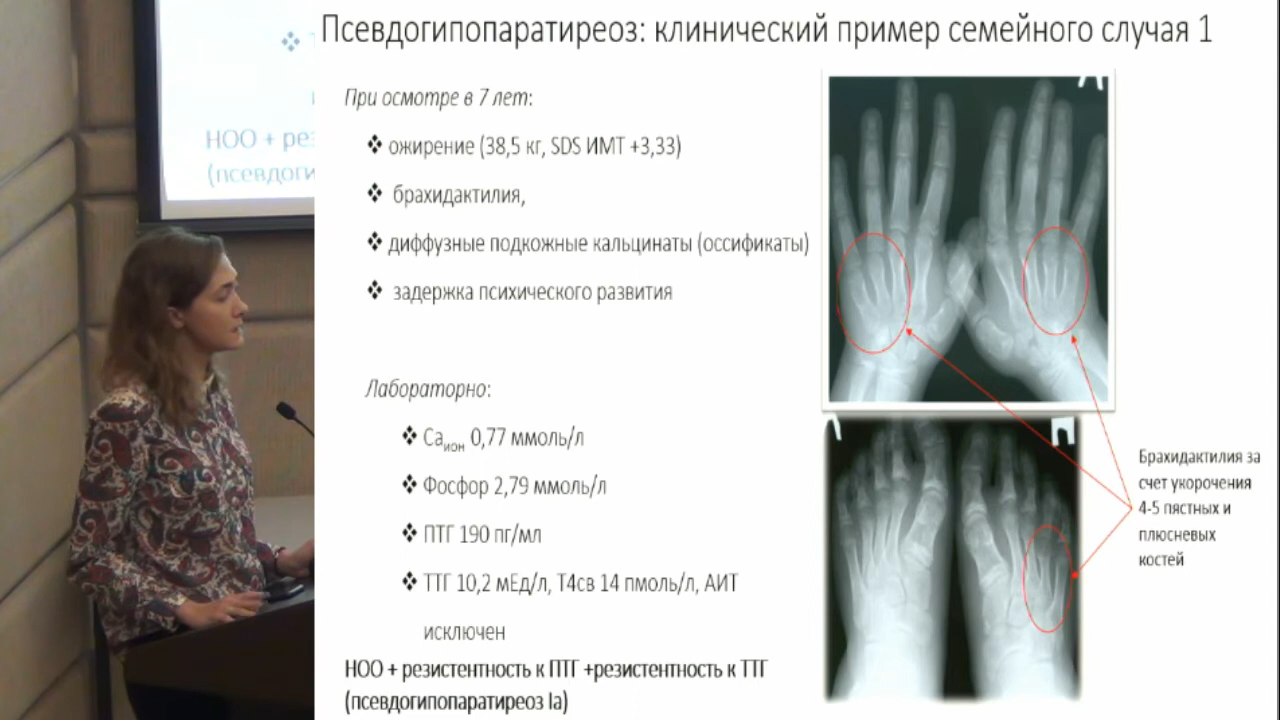 Псевдогипопаратиреоз: клинический пример семейного случая 1
При осмотре в 7 лет:
❖ ожирение (38,5 кг, SDS ИМТ +3,33)
❖ брахидактилия,
❖ диффузные подкожные кальцинаты (оссификаты)
❖ задержка психического развития
Лабораторно:
❖ Caион 0,77 ммоль/л
❖ Фосфор 2,79 ммоль/л
❖ ПТГ 190 пг/мл
❖ ТТГ 10,2 мЕд/л, Т4св 14 пмоль/л, АИТ
исключен
НОО + резистентность к ПТГ +резистентность к ТТГ
(псевдогипопаратиреоз Ia)
Брахидактилия за
счет укорочения
4-5 пястных и
плюсневых
костей
НОО + рез
(псевдоги
П